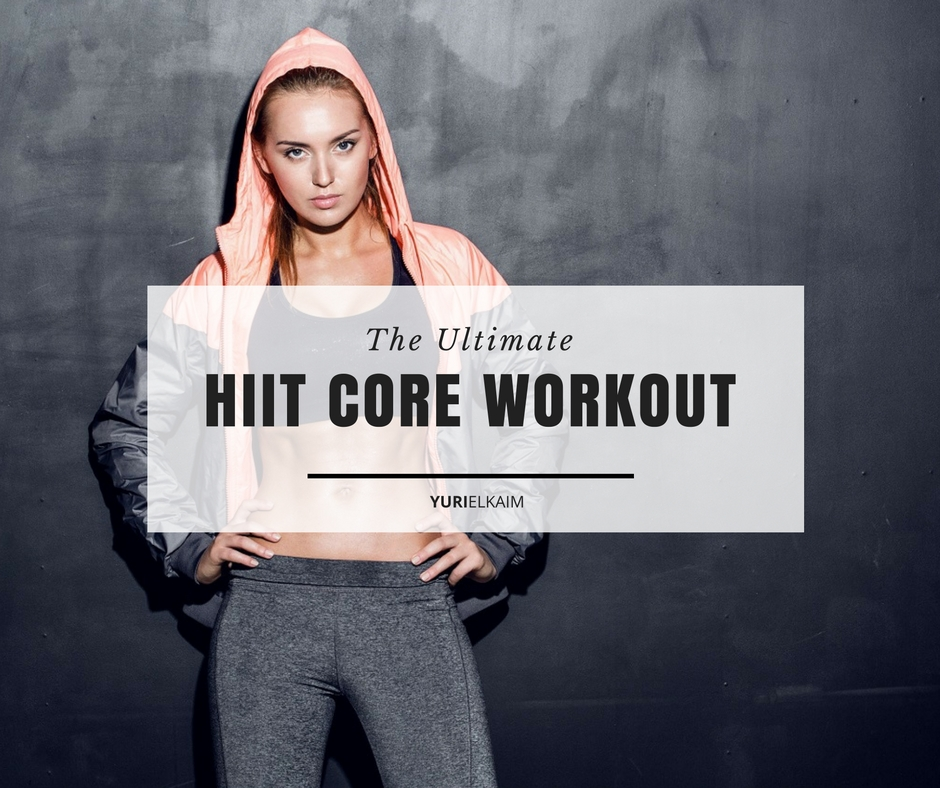 The Ultimate
HIIT CORE WORKOUT
YURIELKAIM